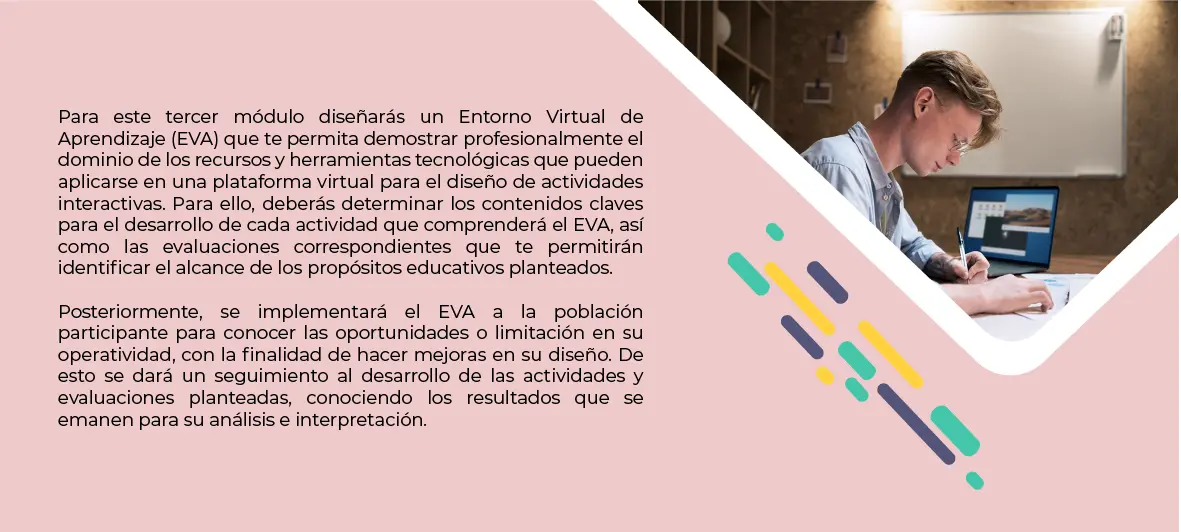 Para este tercer módulo diseñarás un Entorno Virtual de
Aprendizaje (EVA) que te permita demostrar profesionalmente el
dominio de los recursos y herramientas tecnológicas que pueden
aplicarse en una plataforma virtual para el diseño de actividades
interactivas. Para ello, deberás determinar los contenidos claves
para el desarrollo de cada actividad que comprenderá el EVA, así
como las evaluaciones correspondientes que te permitirán
identificar el alcance de los propósitos educativos planteados.
Posteriormente, se implementará el EVA a la población
participante para conocer las oportunidades o limitación en su
operatividad, con la finalidad de hacer mejoras en su diseño. De
esto se dará un seguimiento al desarrollo de las actividades y
evaluaciones planteadas, conociendo los resultados que se
emanen para su análisis e interpretación.